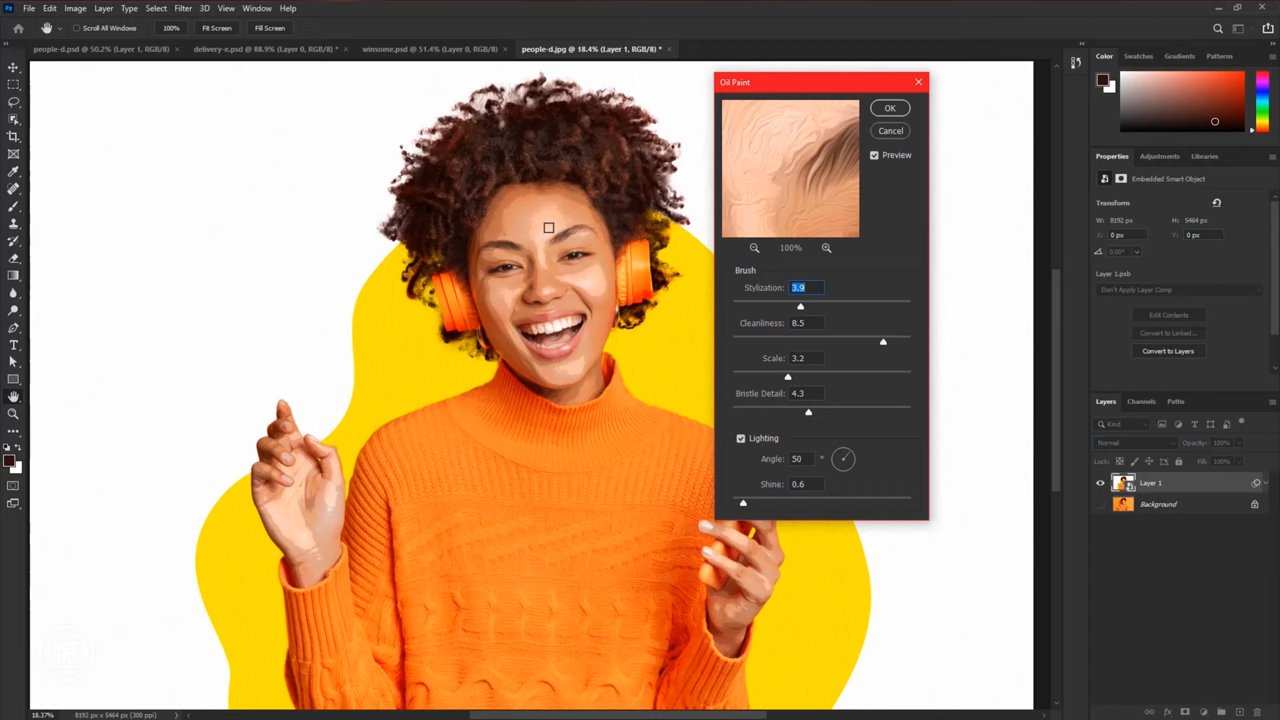 Ps File Edit Image Layer Type Select Filter 3D View Window Help
Scroll All Windows 100% Fit Screen Fill Screen
people-d.psd @ 50.2% (Layer 1, RGB/8) × delivery-e.psd @ 88.9% (Layer 0, RGB/8) * × winsome.psd @ 51.4% (Layer 0, RGB/8) × people-d.jpg @ 18.4% (Layer 1, RGB/8) * ×
Oil Paint
OK
Cancel
Preview
100%
Brush
Stylization: 3.9
Cleanliness: 8.5
Scale: 3.2
Bristle Detail: 4.3
Lighting
Angle: 50 °
Shine: 0.6
Color Swatches Gradients Patterns
Properties Adjustments Libraries
Embedded Smart Object
Transform
W: 8192 px H: 5464 px
X: 0 px Y: 0 px
0.00°
Layer 1.psb
Don't Apply Layer Comp
Edit Contents
Convert to Linked...
Convert to Layers
Layers Channels Paths
Kind
Normal Opacity: 100%
Lock: Fill: 100%
Layer 1
Background
18.37% 8192 px x 5464 px (300 ppi)